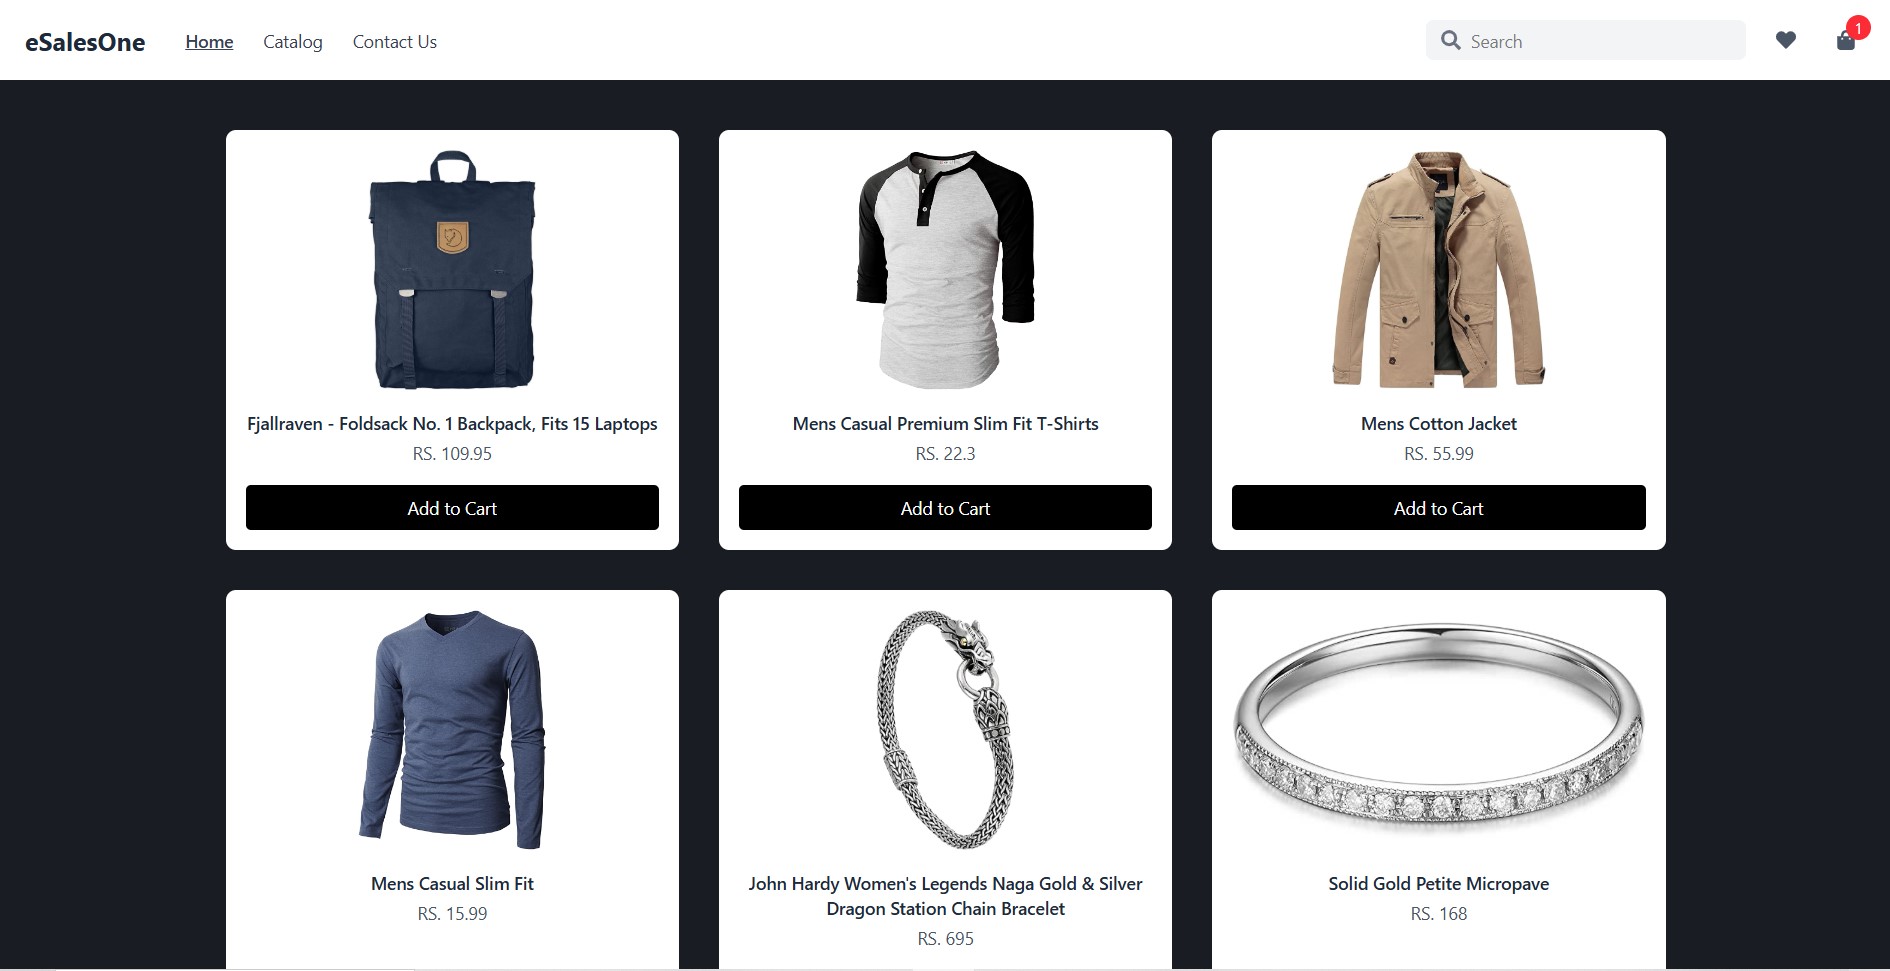 eSalesOne
Home
Catalog
Contact Us
Search
1
Fjallraven - Foldsack No. 1 Backpack, Fits 15 Laptops
RS. 109.95
Add to Cart
Mens Casual Premium Slim Fit T-Shirts
RS. 22.3
Add to Cart
Mens Cotton Jacket
RS. 55.99
Add to Cart
Mens Casual Slim Fit
RS. 15.99
John Hardy Women's Legends Naga Gold & Silver
Dragon Station Chain Bracelet
RS. 695
Solid Gold Petite Micropave
RS. 168